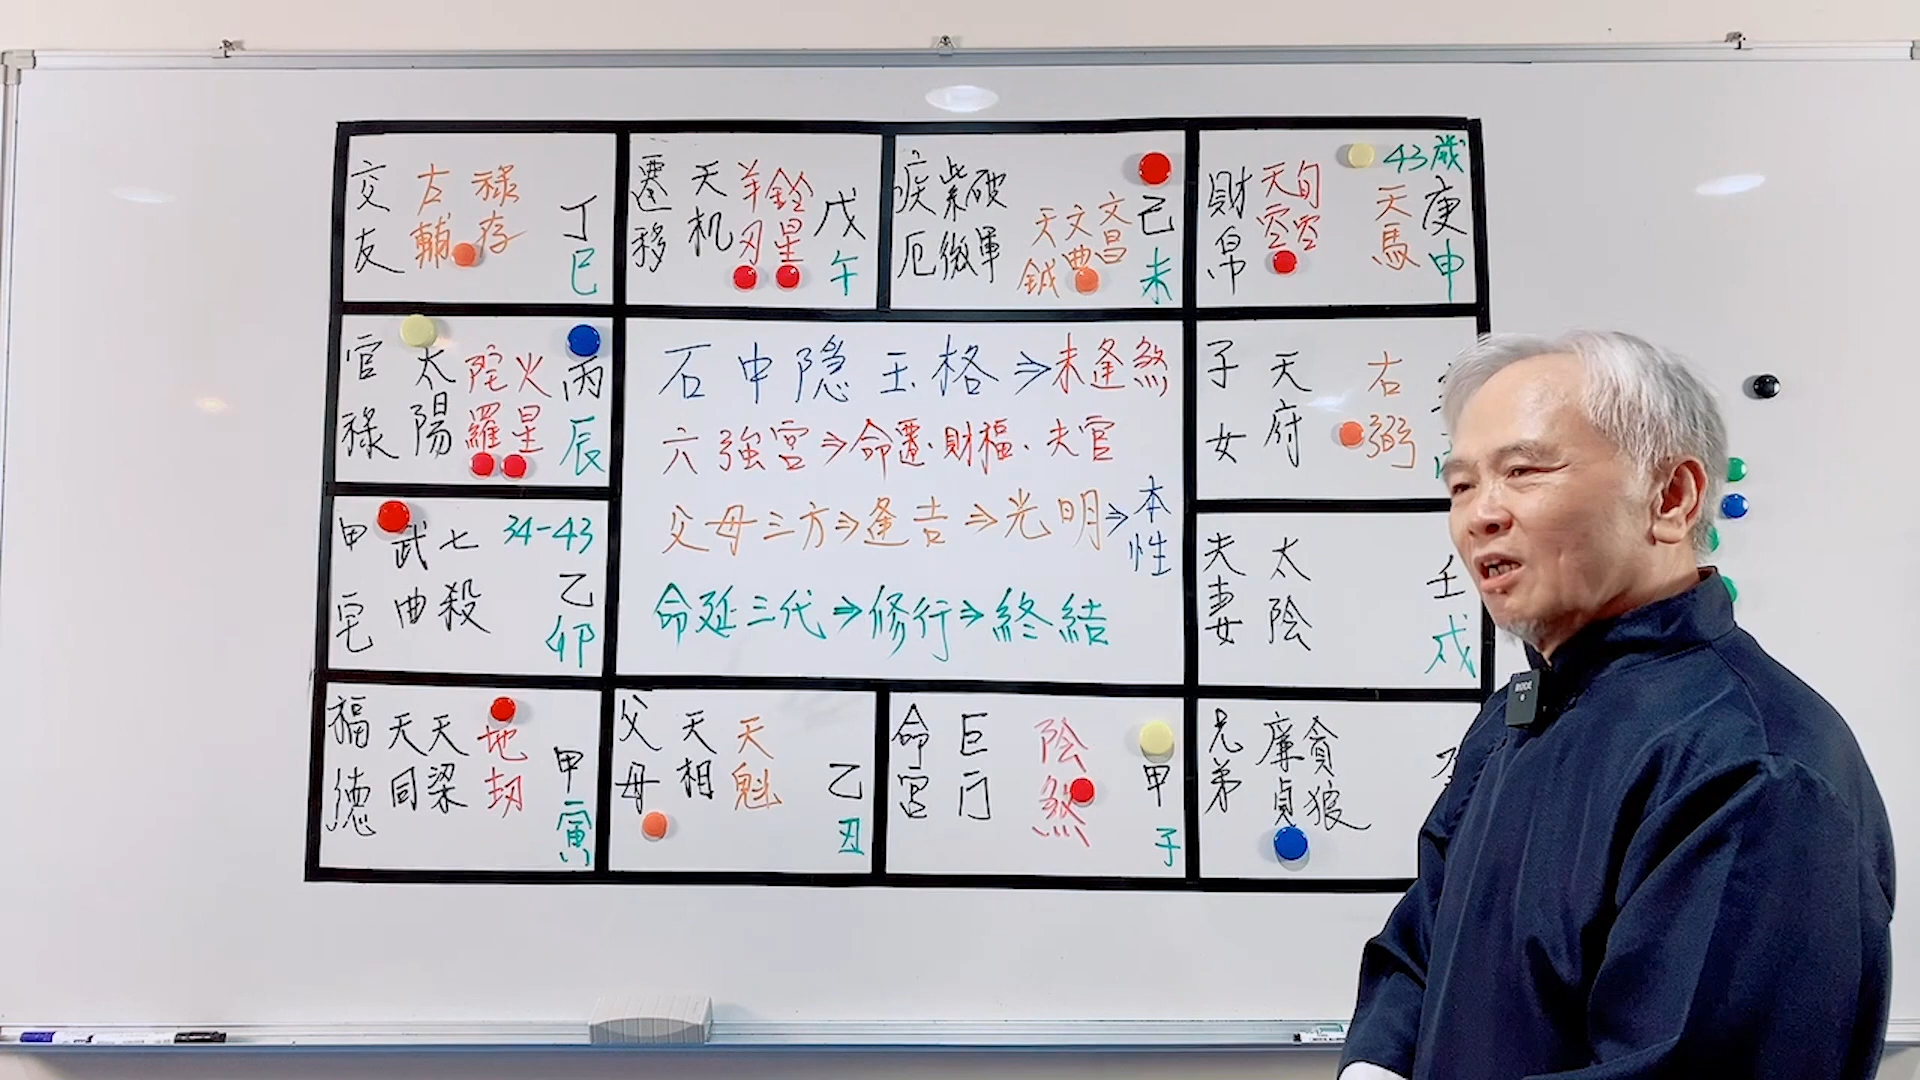 交友 左輔 祿存 丁巳
遷移 天机 羊刃 鈴星 戊午
疾厄 紫微 破軍 天鉞 文曲 文昌 己未
財帛 天空 旬空 天馬 43歲 庚申
官祿 太陽 陀羅 火星 丙辰
石中隐玉格⇒未逢煞
六強宮⇒命遷.財福.夫官
父母三方⇒逢吉⇒光明⇒本性
命延三代⇒修行⇒終結
子女 天府 右弼
田宅 武曲 七殺 34-43 乙卯
夫妻 太陰 壬戌
福德 天同 天梁 地劫 甲寅
父母 天相 天魁 乙丑
命宮 巨门 陰煞 甲子
兄弟 廉貞 貪狼